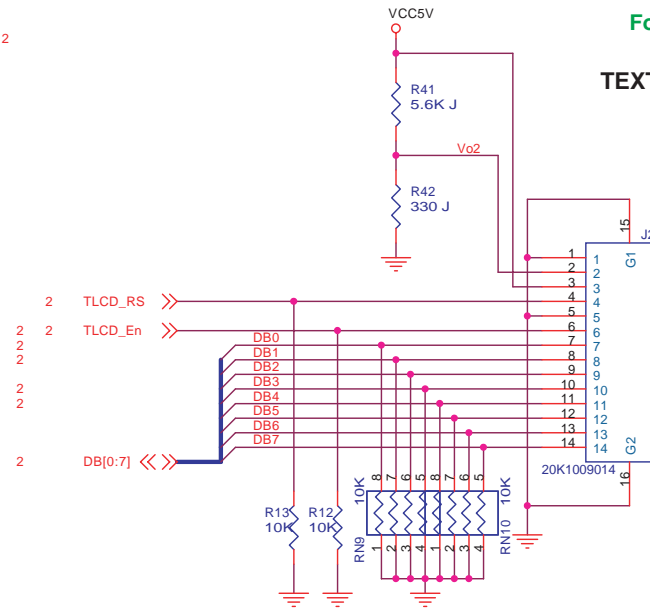 VCC5V
Fo
2
TEXT
R41
5.6K J
Vo2
R42
330 J
15
J2
G1
1 1
2 2
3 3
2 TLCD_RS 4 4
5 5
2 2 TLCD_En 6 6
2 DB0 7 7
2 DB1 8 8
DB2 9 9
2 DB3 10 10
2 DB4 11 11
DB5 12 12
DB6 13 13
DB7 14 14
G2
2 DB[0:7]
20K1009014
16
8 7 6 5 8 7 6 5
10K 10K
R13
10K
R12
10K
RN9 RN10
1 2 3 4 1 2 3 4